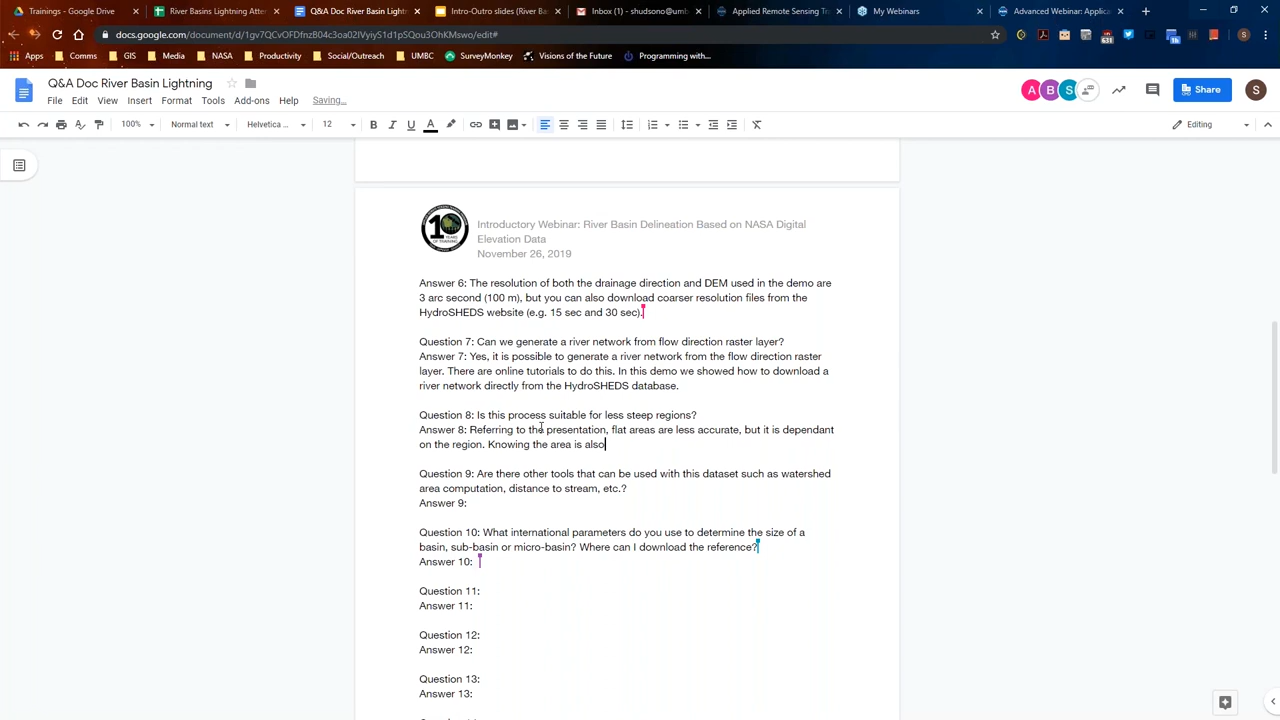 Trainings - Google Drive
River Basins Lightning Atten
Q&A Doc River Basin Lightn
Intro-Outro slides (River Bas
Inbox (1) - shudsono@umb
Applied Remote Sensing Tr
My Webinars
Advanced Webinar: Applica
docs.google.com/document/d/1gv7QCvOFDfnzB04c3oa02IVyiyS1d1pSQou3OhKMswo/edit#
Apps
Comms
GIS
Media
NASA
Productivity
Social/Outreach
UMBC
SurveyMonkey
Visions of the Future
Programming with...
Q&A Doc River Basin Lightning
File Edit View Insert Format Tools Add-ons Help Saving...
A B S
Share
S
100% Normal text Helvetica ... 12
Editing
10 YEARS OF TRAINING
Introductory Webinar: River Basin Delineation Based on NASA Digital
Elevation Data
November 26, 2019
Answer 6: The resolution of both the drainage direction and DEM used in the demo are
3 arc second (100 m), but you can also download coarser resolution files from the
HydroSHEDS website (e.g. 15 sec and 30 sec).
Question 7: Can we generate a river network from flow direction raster layer?
Answer 7: Yes, it is possible to generate a river network from the flow direction raster
layer. There are online tutorials to do this. In this demo we showed how to download a
river network directly from the HydroSHEDS database.
Question 8: Is this process suitable for less steep regions?
Answer 8: Referring to the presentation, flat areas are less accurate, but it is dependant
on the region. Knowing the area is also
Question 9: Are there other tools that can be used with this dataset such as watershed
area computation, distance to stream, etc.?
Answer 9:
Question 10: What international parameters do you use to determine the size of a
basin, sub-basin or micro-basin? Where can I download the reference?
Answer 10:
Question 11:
Answer 11:
Question 12:
Answer 12:
Question 13:
Answer 13: